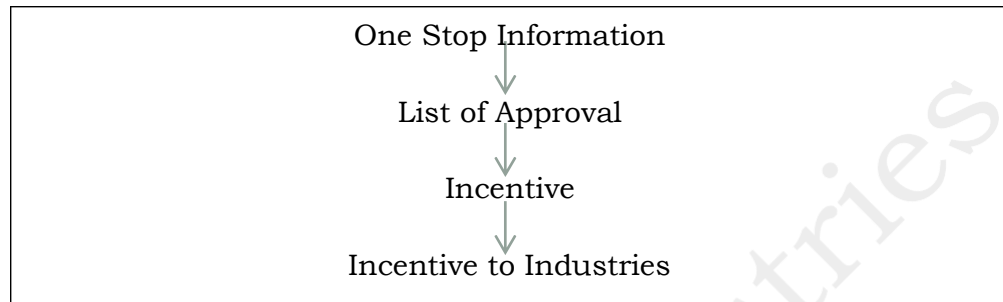 One Stop Information
List of Approval
Incentive
Incentive to Industries